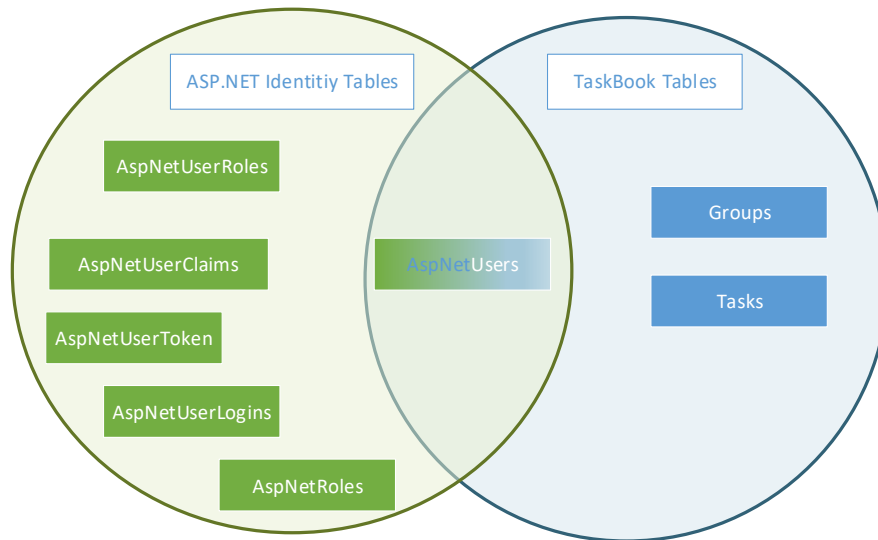 ASP.NET Identitiy Tables
TaskBook Tables
AspNetUserRoles
Groups
AspNetUserClaims
AspNetUsers
Tasks
AspNetUserToken
AspNetUserLogins
AspNetRoles